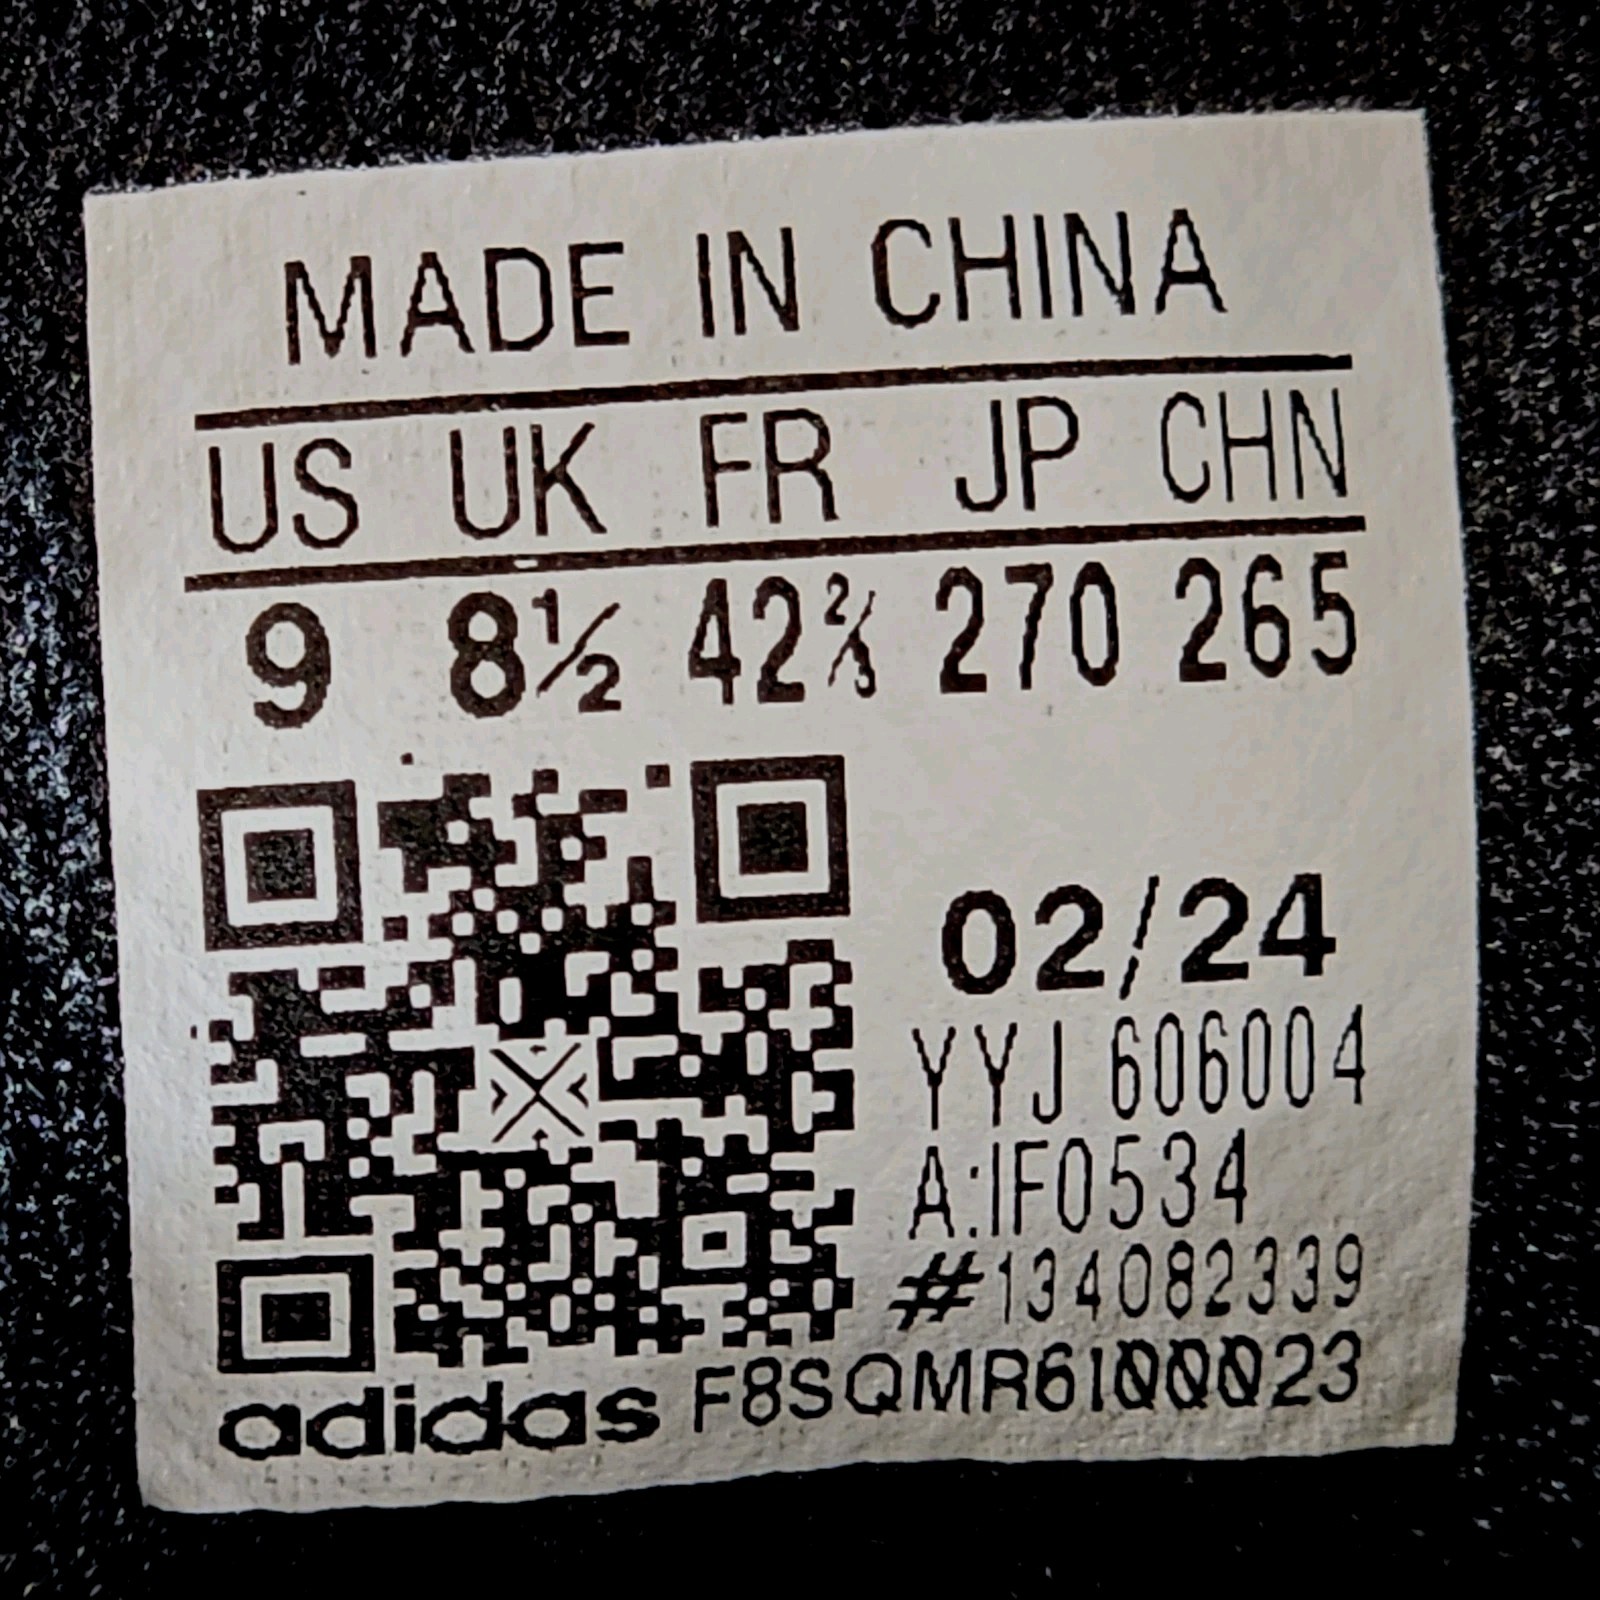 MADE IN CHINA
US UK FR JP CHN
9 8½ 42⅔ 270 265
02/24
YYJ 606004
A:IF0534
#134082339
adidas F8SQMR6100023